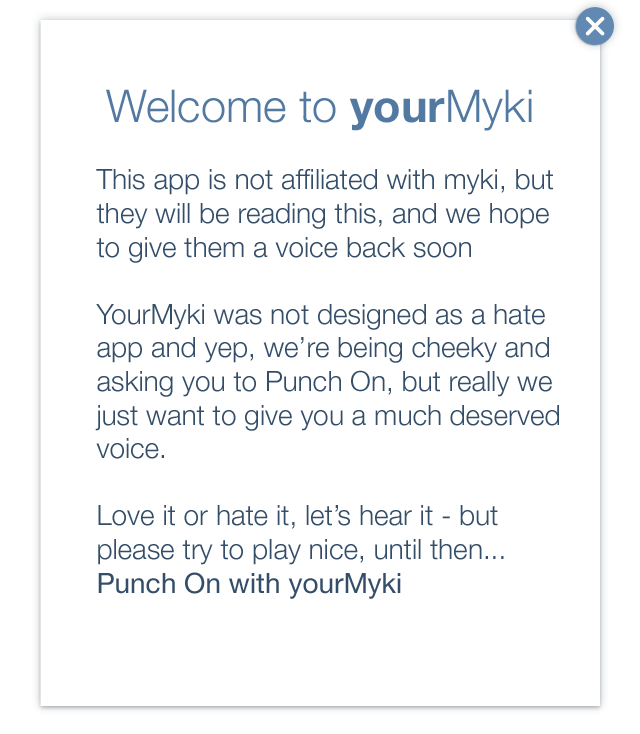 Welcome to yourMyki
This app is not affiliated with myki, but
they will be reading this, and we hope
to give them a voice back soon
YourMyki was not designed as a hate
app and yep, we’re being cheeky and
asking you to Punch On, but really we
just want to give you a much deserved
voice.
Love it or hate it, let’s hear it - but
please try to play nice, until then...
Punch On with yourMyki